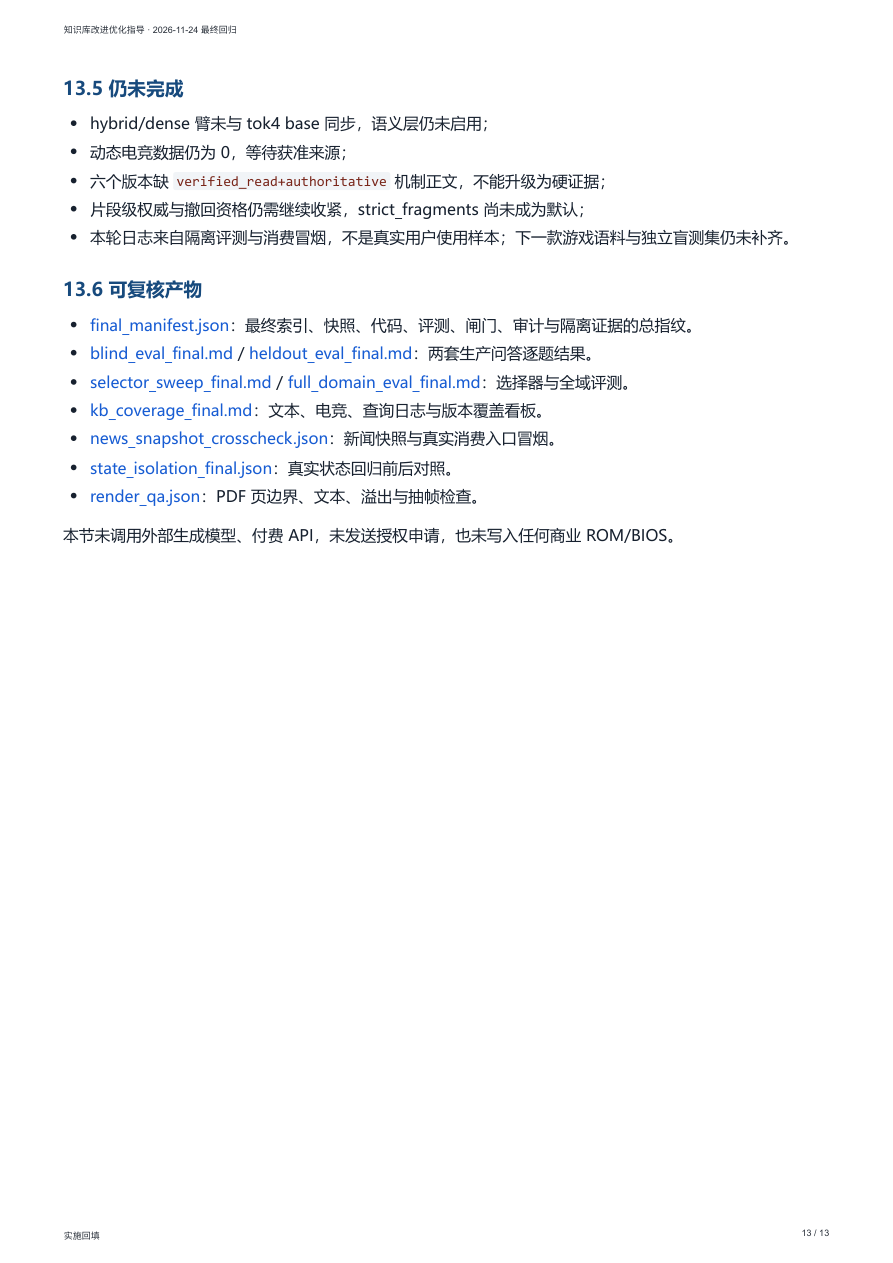 知识库改进优化指导 · 2026-11-24 最终回归
13.5 仍未完成
• hybrid/dense 臂未与 tok4 base 同步，语义层仍未启用；
• 动态电竞数据仍为 0，等待获准来源；
• 六个版本缺 verified_read+authoritative 机制正文，不能升级为硬证据；
• 片段级权威与撤回资格仍需继续收紧，strict_fragments 尚未成为默认；
• 本轮日志来自隔离评测与消费冒烟，不是真实用户使用样本；下一款游戏语料与独立盲测集仍未补齐。
13.6 可复核产物
• final_manifest.json：最终索引、快照、代码、评测、闸门、审计与隔离证据的总指纹。
• blind_eval_final.md / heldout_eval_final.md：两套生产问答逐题结果。
• selector_sweep_final.md / full_domain_eval_final.md：选择器与全域评测。
• kb_coverage_final.md：文本、电竞、查询日志与版本覆盖看板。
• news_snapshot_crosscheck.json：新闻快照与真实消费入口冒烟。
• state_isolation_final.json：真实状态回归前后对照。
• render_qa.json：PDF 页边界、文本、溢出与抽帧检查。
本节未调用外部生成模型、付费 API，未发送授权申请，也未写入任何商业 ROM/BIOS。
实施回填
13 / 13